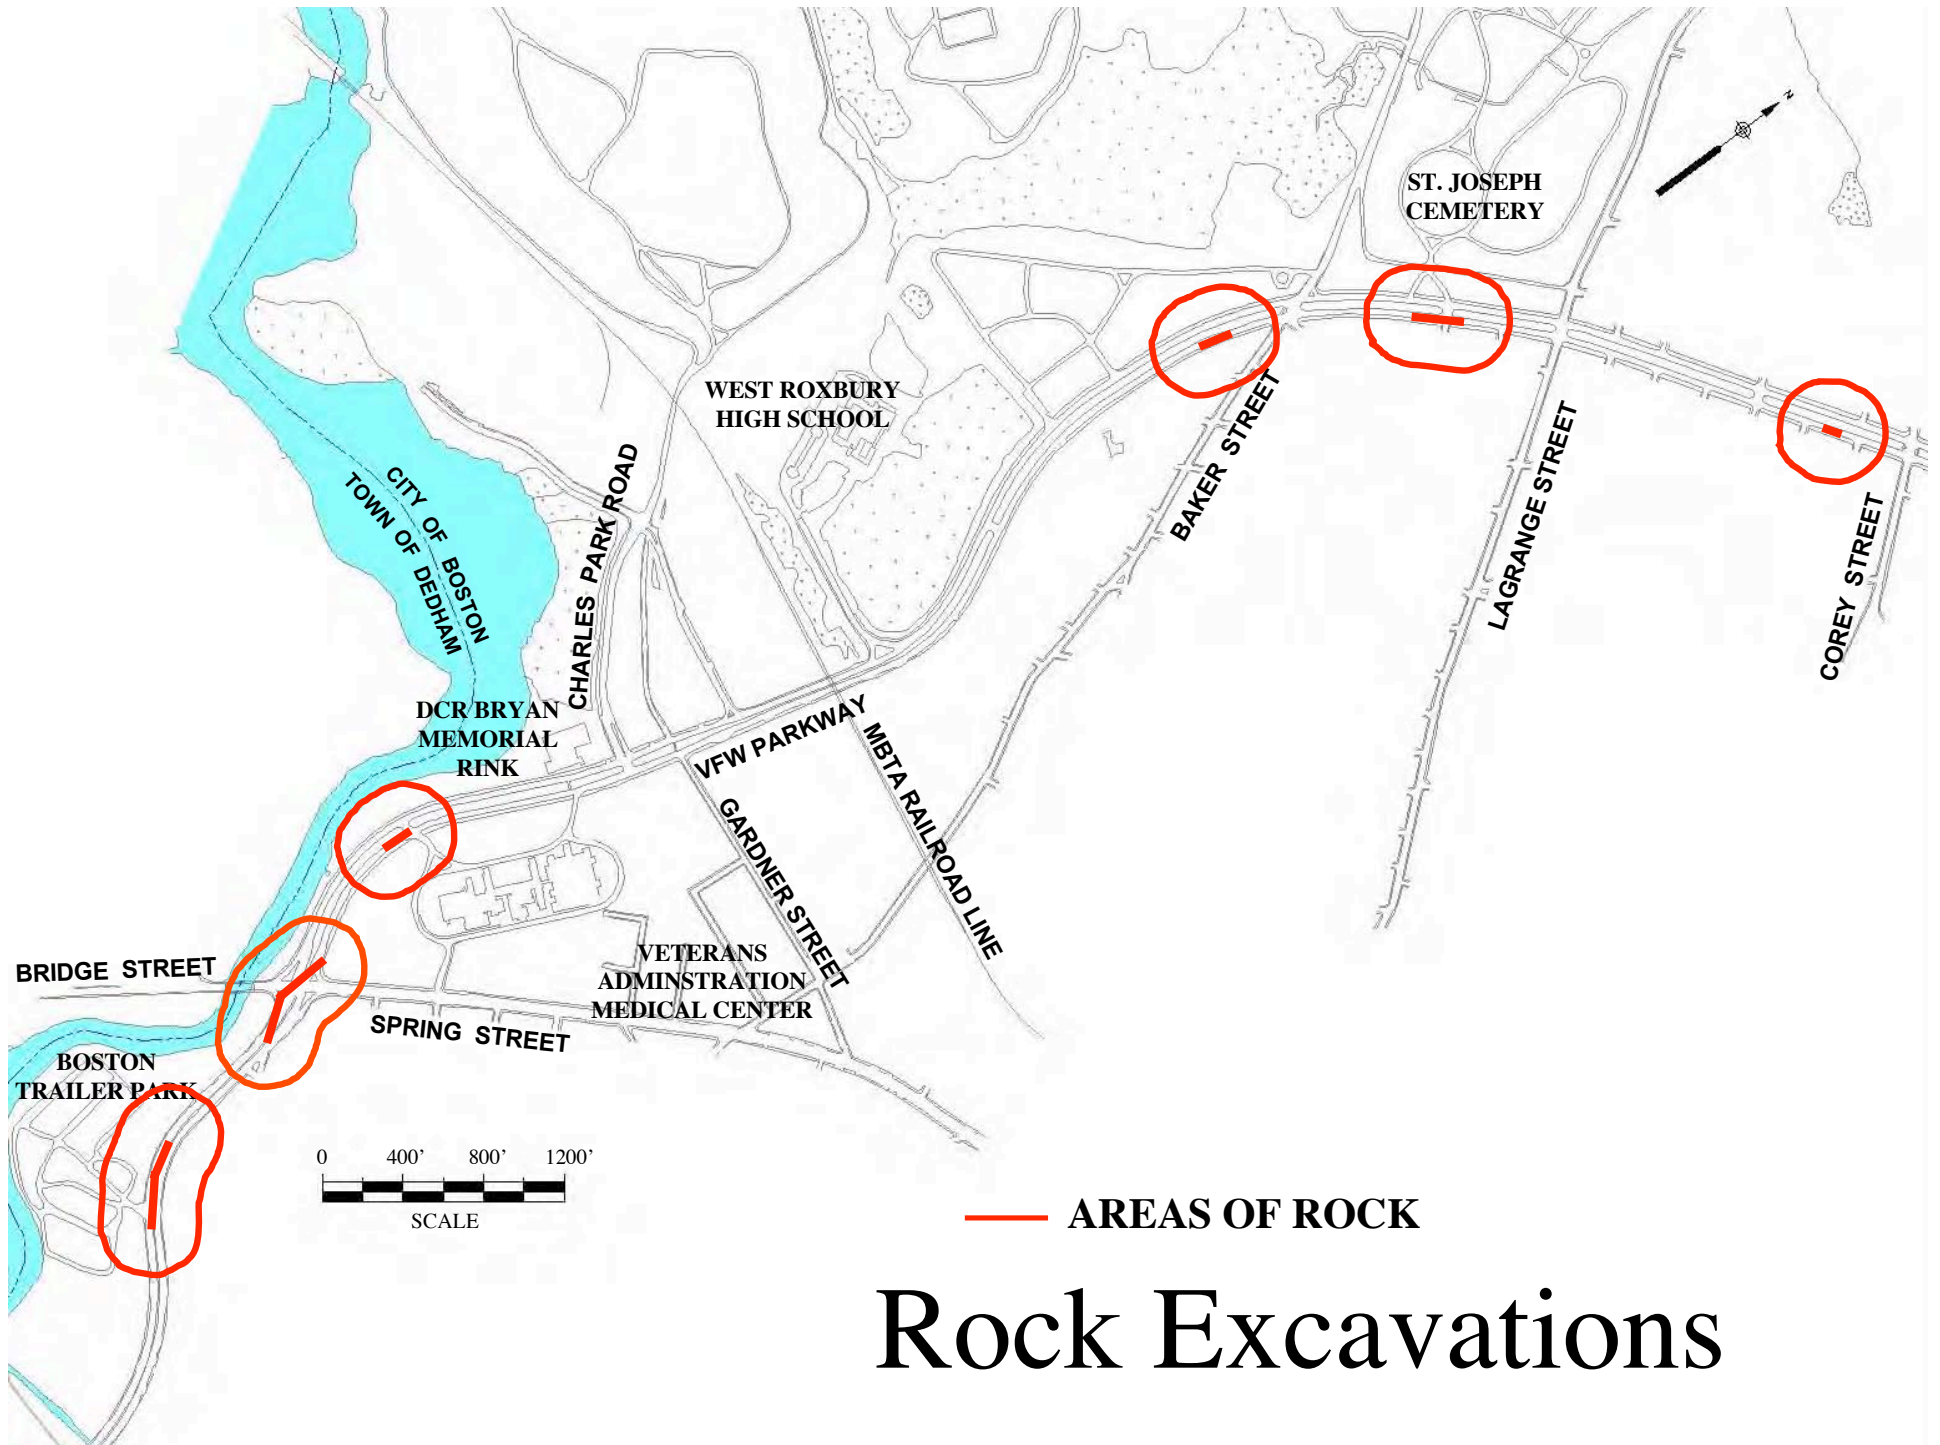 N
ST. JOSEPH
CEMETERY
WEST ROXBURY
HIGH SCHOOL
BAKER STREET
LAGRANGE STREET
COREY STREET
CITY OF BOSTON
TOWN OF DEDHAM
CHARLES PARK ROAD
DCR BRYAN
MEMORIAL
RINK
VFW PARKWAY
MBTA RAILROAD LINE
GARDNER STREET
VETERANS
ADMINSTRATION
MEDICAL CENTER
BRIDGE STREET
SPRING STREET
BOSTON
TRAILER PARK
0 400’ 800’ 1200’
SCALE
AREAS OF ROCK
Rock Excavations